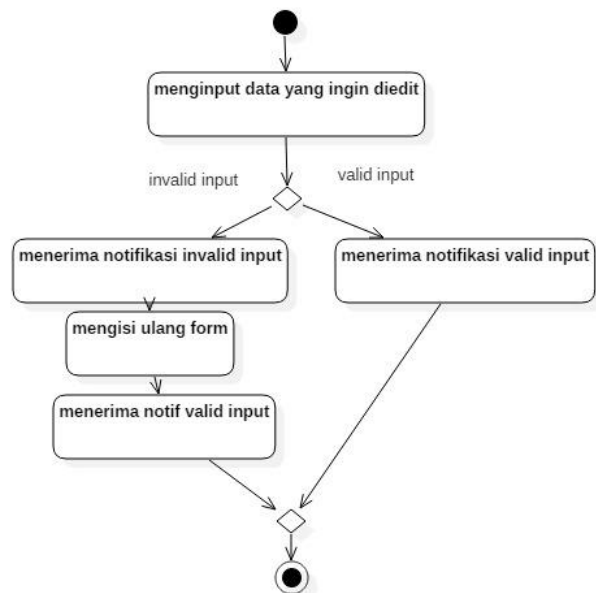 menginput data yang ingin diedit
invalid input
valid input
menerima notifikasi invalid input
menerima notifikasi valid input
mengisi ulang form
menerima notif valid input